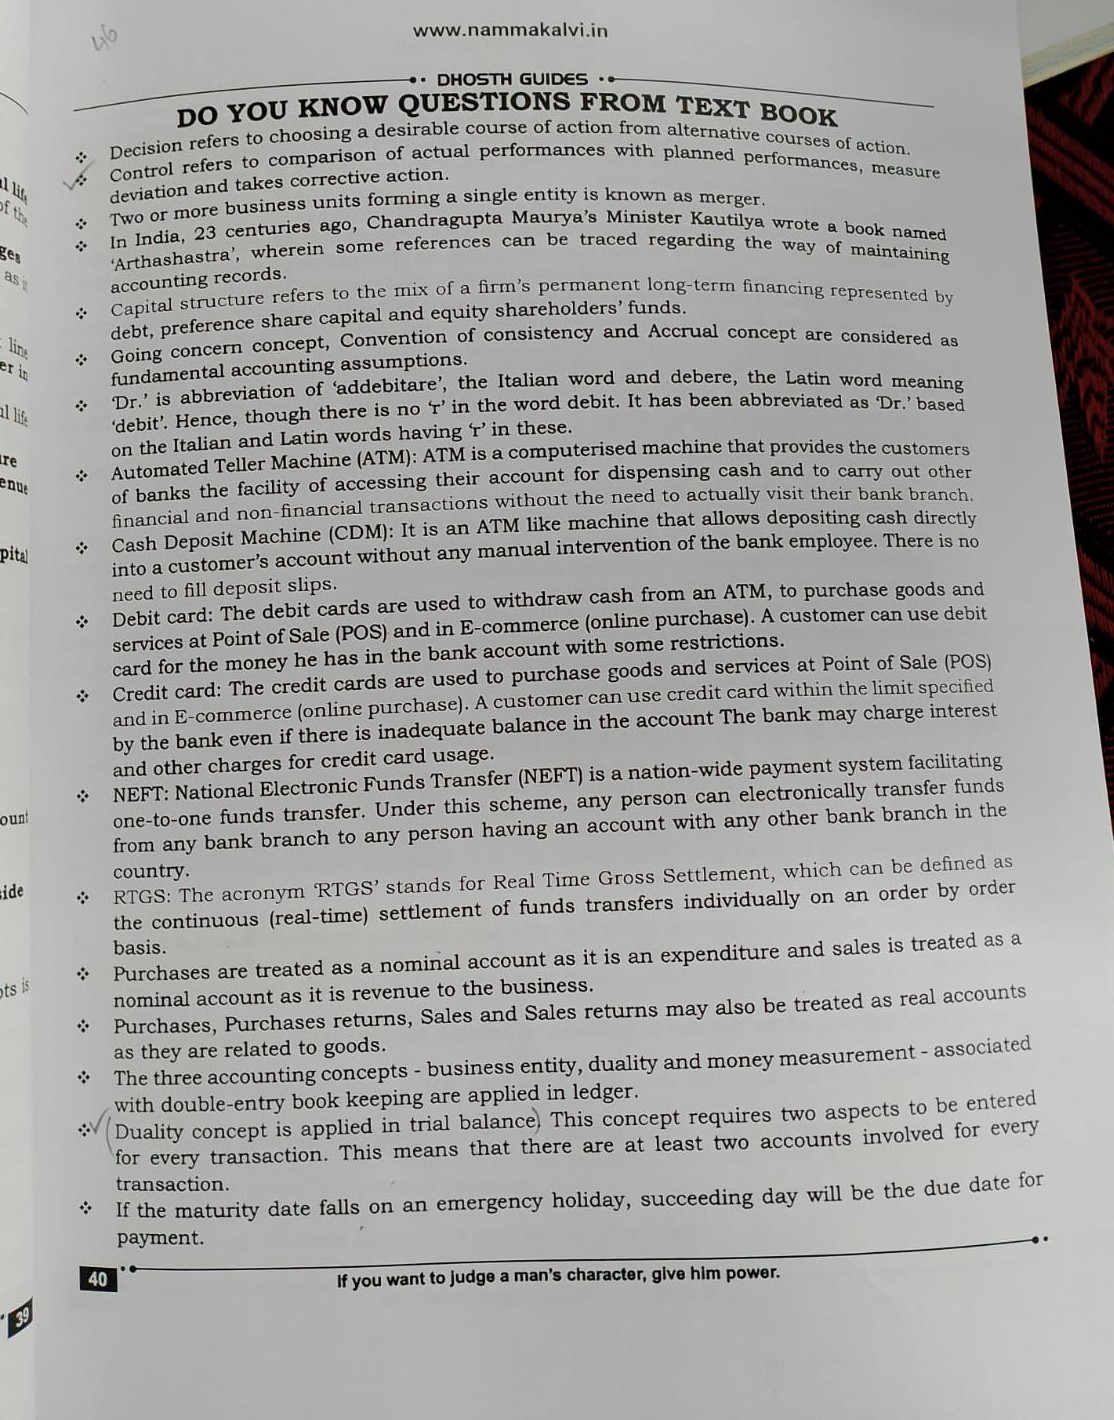 46
www.nammakalvi.in
DHOSTH GUIDES
DO YOU KNOW QUESTIONS FROM TEXT BOOK
Decision refers to choosing a desirable course of action from alternative courses of action.
Control refers to comparison of actual performances with planned performances, measure
deviation and takes corrective action.
Two or more business units forming a single entity is known as merger.
In India, 23 centuries ago, Chandragupta Maurya's Minister Kautilya wrote a book named
'Arthashastra', wherein some references can be traced regarding the way of maintaining
accounting records.
Capital structure refers to the mix of a firm's permanent long-term financing represented by
debt, preference share capital and equity shareholders' funds.
Going concern concept, Convention of consistency and Accrual concept are considered as
fundamental accounting assumptions.
'Dr.' is abbreviation of 'addebitare', the Italian word and debere, the Latin word meaning
'debit'. Hence, though there is no 'r' in the word debit. It has been abbreviated as 'Dr.' based
on the Italian and Latin words having 'r' in these.
Automated Teller Machine (ATM): ATM is a computerised machine that provides the customers
of banks the facility of accessing their account for dispensing cash and to carry out other
financial and non-financial transactions without the need to actually visit their bank branch.
Cash Deposit Machine (CDM): It is an ATM like machine that allows depositing cash directly
into a customer's account without any manual intervention of the bank employee. There is no
need to fill deposit slips.
Debit card: The debit cards are used to withdraw cash from an ATM, to purchase goods and
services at Point of Sale (POS) and in E-commerce (online purchase). A customer can use debit
card for the money he has in the bank account with some restrictions.
Credit card: The credit cards are used to purchase goods and services at Point of Sale (POS)
and in E-commerce (online purchase). A customer can use credit card within the limit specified
by the bank even if there is inadequate balance in the account The bank may charge interest
and other charges for credit card usage.
NEFT: National Electronic Funds Transfer (NEFT) is a nation-wide payment system facilitating
one-to-one funds transfer. Under this scheme, any person can electronically transfer funds
from any bank branch to any person having an account with any other bank branch in the
country.
RTGS: The acronym 'RTGS' stands for Real Time Gross Settlement, which can be defined as
the continuous (real-time) settlement of funds transfers individually on an order by order
basis.
Purchases are treated as a nominal account as it is an expenditure and sales is treated as a
nominal account as it is revenue to the business.
Purchases, Purchases returns, Sales and Sales returns may also be treated as real accounts
as they are related to goods.
The three accounting concepts - business entity, duality and money measurement - associated
with double-entry book keeping are applied in ledger.
Duality concept is applied in trial balance. This concept requires two aspects to be entered
for every transaction. This means that there are at least two accounts involved for every
transaction.
If the maturity date falls on an emergency holiday, succeeding day will be the due date for
payment.
40
If you want to judge a man's character, give him power.
39